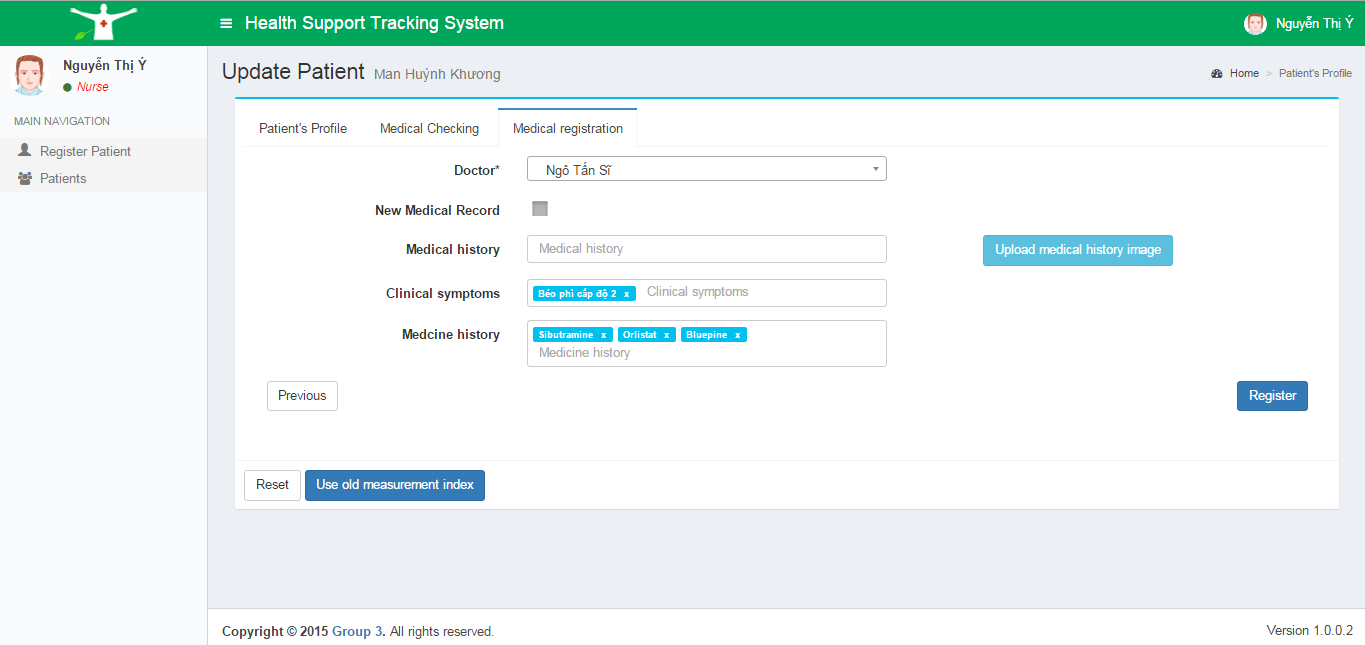 Health Support Tracking System
Nguyễn Thị Ý
Nguyễn Thị Ý
Nurse
MAIN NAVIGATION
Register Patient
Patients
Update Patient Man Huỳnh Khương
Home > Patient's Profile
Patient's Profile Medical Checking Medical registration
Doctor* Ngô Tấn Sĩ
New Medical Record
Medical history Medical history Upload medical history image
Clinical symptoms Béo phì cấp độ 2 x Clinical symptoms
Medcine history Sibutramine x Orlistat x Bluepine x
Medicine history
Previous Register
Reset Use old measurement index
Copyright © 2015 Group 3. All rights reserved. Version 1.0.0.2